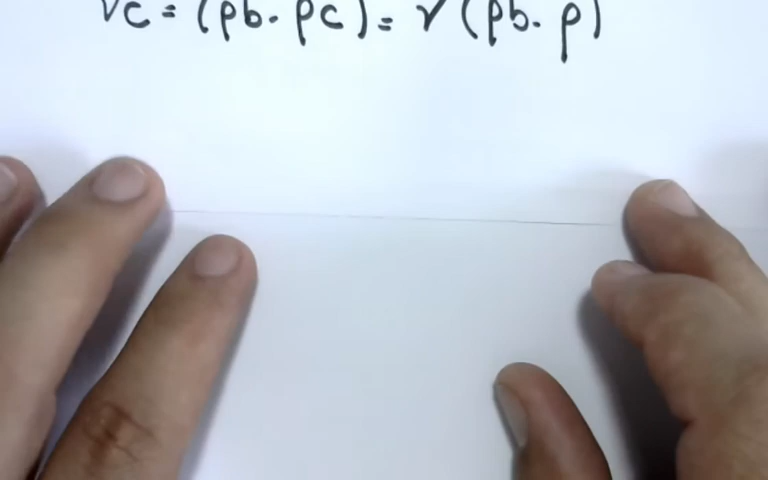 Vc = (pb. pc) = r (pb. p)